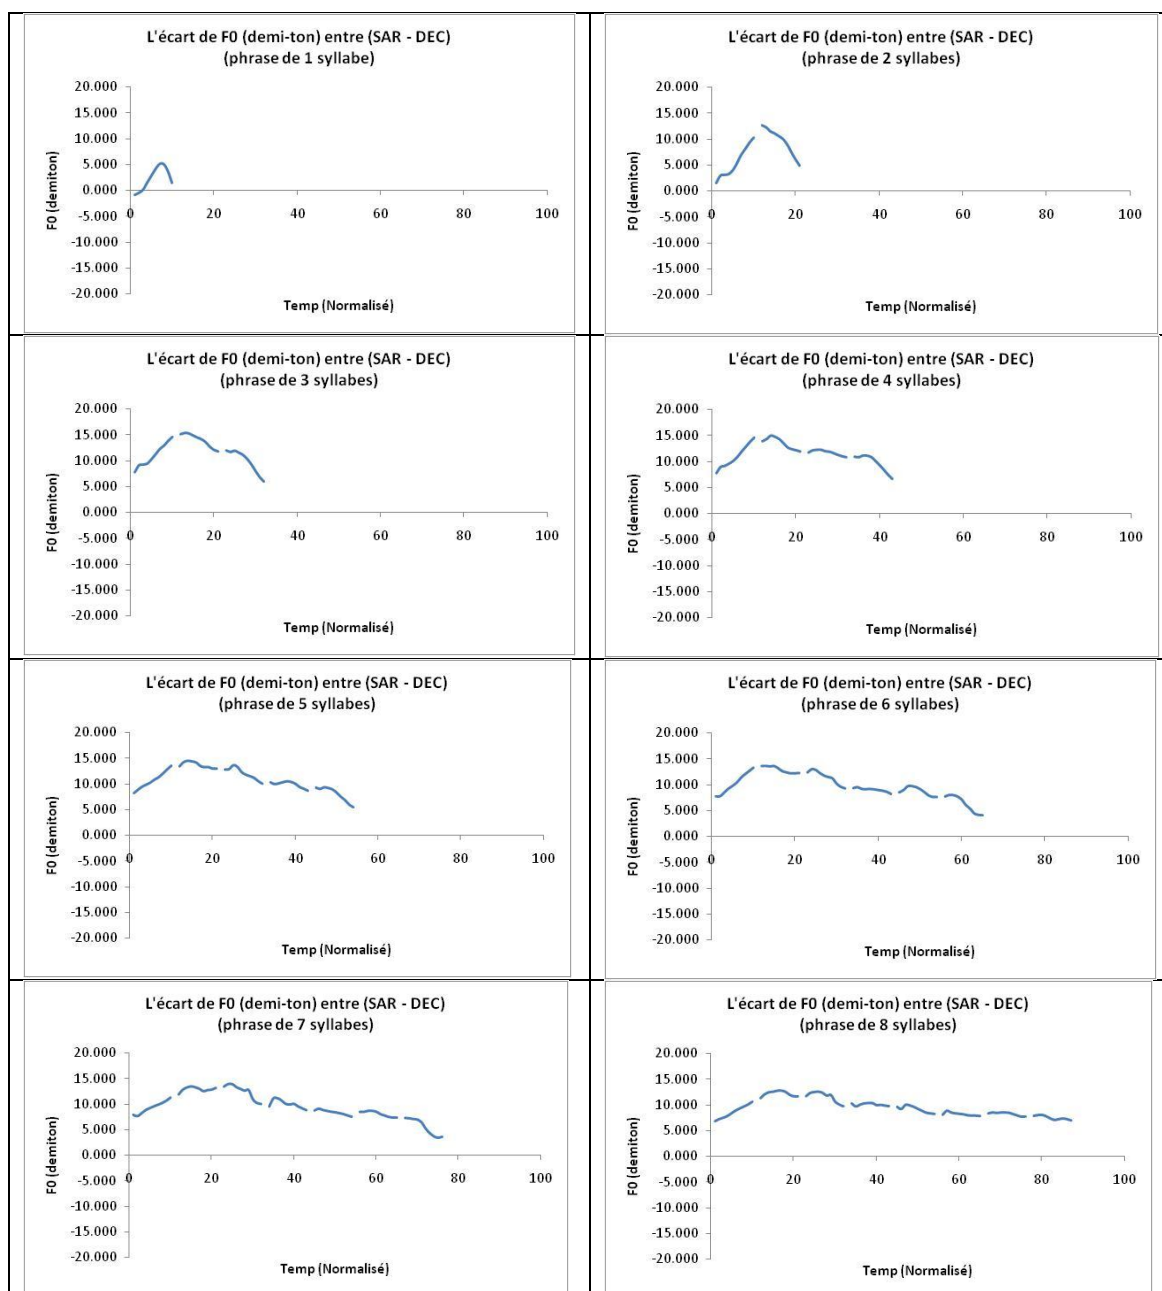 L'écart de F0 (demi-ton) entre (SAR - DEC)
(phrase de 1 syllabe)
20.000
15.000
10.000
5.000
0.000
-5.000
-10.000
-15.000
-20.000
0 20 40 60 80 100
F0 (demiton)
Temp (Normalisé)
L'écart de F0 (demi-ton) entre (SAR - DEC)
(phrase de 2 syllabes)
20.000
15.000
10.000
5.000
0.000
-5.000
-10.000
-15.000
-20.000
0 20 40 60 80 100
F0 (demiton)
Temp (Normalisé)
L'écart de F0 (demi-ton) entre (SAR - DEC)
(phrase de 3 syllabes)
20.000
15.000
10.000
5.000
0.000
-5.000
-10.000
-15.000
-20.000
0 20 40 60 80 100
F0 (demiton)
Temp (Normalisé)
L'écart de F0 (demi-ton) entre (SAR - DEC)
(phrase de 4 syllabes)
20.000
15.000
10.000
5.000
0.000
-5.000
-10.000
-15.000
-20.000
0 20 40 60 80 100
F0 (demiton)
Temp (Normalisé)
L'écart de F0 (demi-ton) entre (SAR - DEC)
(phrase de 5 syllabes)
20.000
15.000
10.000
5.000
0.000
-5.000
-10.000
-15.000
-20.000
0 20 40 60 80 100
F0 (demiton)
Temp (Normalisé)
L'écart de F0 (demi-ton) entre (SAR - DEC)
(phrase de 6 syllabes)
20.000
15.000
10.000
5.000
0.000
-5.000
-10.000
-15.000
-20.000
0 20 40 60 80 100
F0 (demiton)
Temp (Normalisé)
L'écart de F0 (demi-ton) entre (SAR - DEC)
(phrase de 7 syllabes)
20.000
15.000
10.000
5.000
0.000
-5.000
-10.000
-15.000
-20.000
0 20 40 60 80 100
F0 (demiton)
Temp (Normalisé)
L'écart de F0 (demi-ton) entre (SAR - DEC)
(phrase de 8 syllabes)
20.000
15.000
10.000
5.000
0.000
-5.000
-10.000
-15.000
-20.000
0 20 40 60 80 100
F0 (demiton)
Temp (Normalisé)